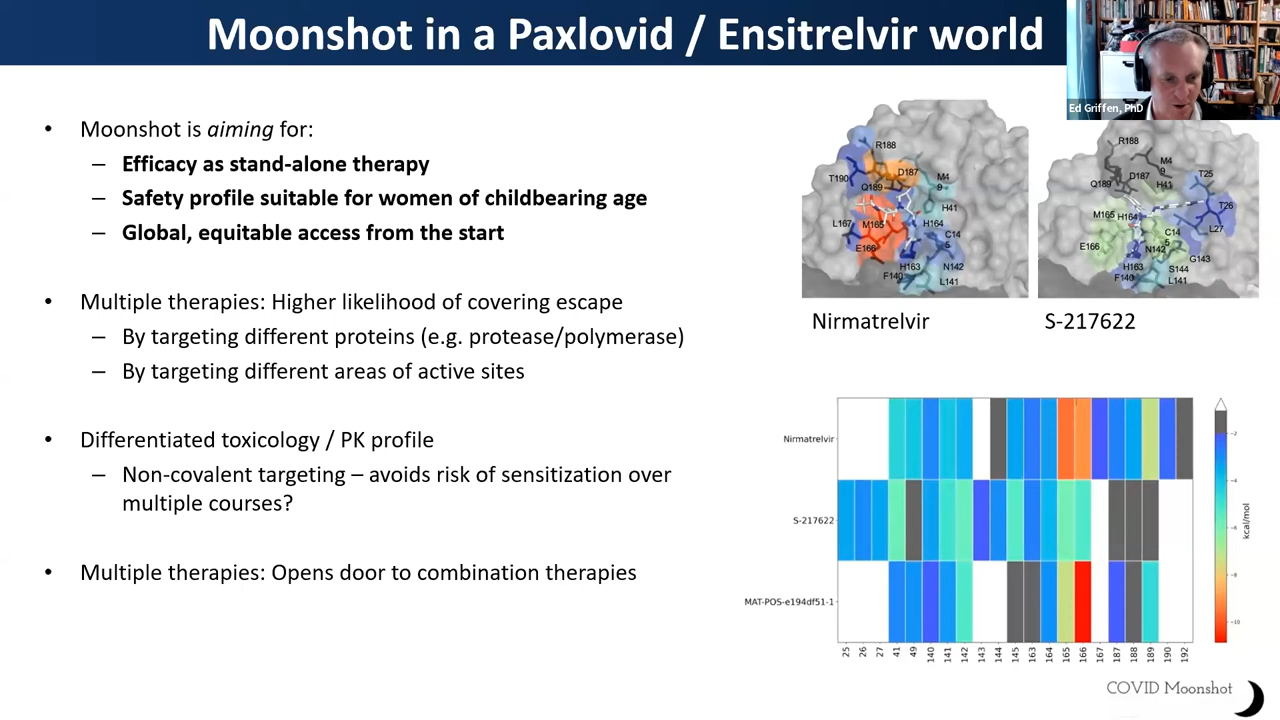 Moonshot in a Paxlovid / Ensitrelvir world
Ed Griffen, PhD
• Moonshot is aiming for:
– Efficacy as stand-alone therapy
– Safety profile suitable for women of childbearing age
– Global, equitable access from the start
• Multiple therapies: Higher likelihood of covering escape
– By targeting different proteins (e.g. protease/polymerase)
– By targeting different areas of active sites
• Differentiated toxicology / PK profile
– Non-covalent targeting – avoids risk of sensitization over
multiple courses?
• Multiple therapies: Opens door to combination therapies
R188
T190
D187
M4
9
Q189
H41
L167
M165
H164
E166
C14
5
H163
N142
F140
L141
Nirmatrelvir
R188
M4
9
D187
H41
T25
Q189
T26
M165
H164
L27
E166
C14
5
N142
G143
H163
S144
F140
L141
S-217622
Nirmatrelvir
S-217622
MAT-POS-e194df51-1
25 26 27 41 49 140 141 142 143 144 145 163 164 165 166 167 187 188 189 190 192
−2
−4
−6
−8
−10
kcal/mol
COVID Moonshot